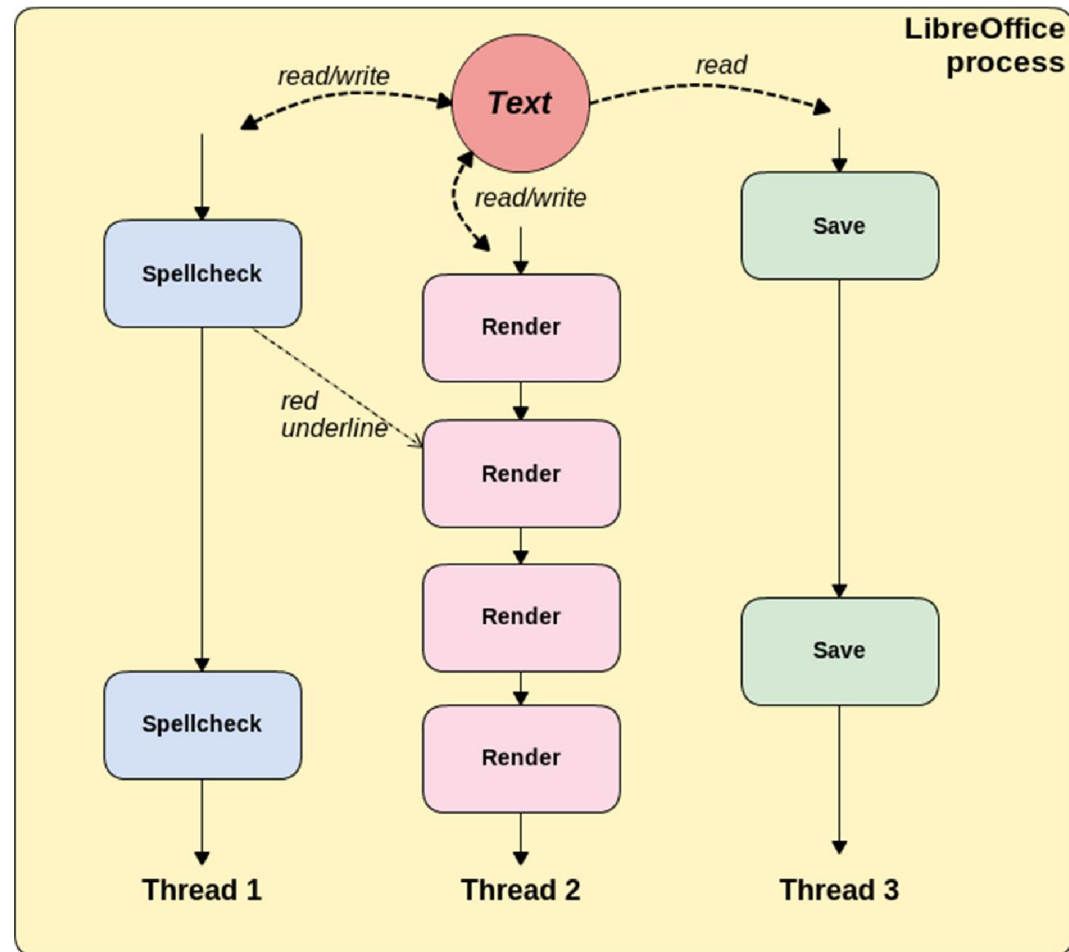 LibreOffice
process
read/write
read
Text
read/write
Spellcheck
Save
Render
red
underline
Render
Render
Save
Spellcheck
Render
Thread 1
Thread 2
Thread 3